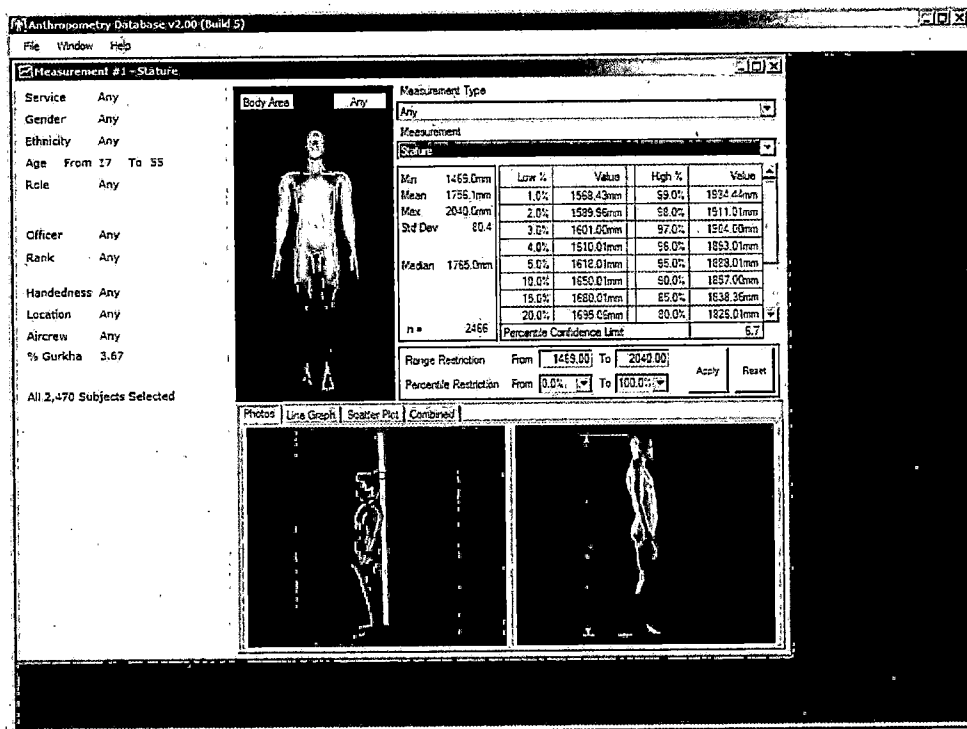 Anthropometry Database v2.00 (Build 5)
File Window Help
Measurement #1 - Stature
Service Any
Gender Any
Ethnicity Any
Age From 17 To 55
Role Any
Officer Any
Rank Any
Handedness Any
Location Any
Aircrew Any
% Gurkha 3.67
All 2,470 Subjects Selected
Body Area Any
Measurement Type
Any
Measurement
Stature
Min 1469.0mm
Mean 1756.1mm
Max 2040.0mm
Std Dev 80.4
Median 1765.0mm
n = 2466
Low % Value High % Value
1.0% 1568.43mm 99.0% 1934.44mm
2.0% 1589.96mm 98.0% 1911.01mm
3.0% 1601.00mm 97.0% 1904.00mm
4.0% 1610.01mm 96.0% 1893.01mm
5.0% 1618.01mm 95.0% 1888.01mm
10.0% 1650.01mm 90.0% 1857.00mm
15.0% 1680.01mm 85.0% 1838.36mm
20.0% 1695.06mm 80.0% 1826.01mm
Percentile Confidence Limit 6.7
Range Restriction From 1469.00 To 2040.00
Percentile Restriction From 0.0% To 100.0%
Apply Reset
Photos Line Graph Scatter Plot Combined